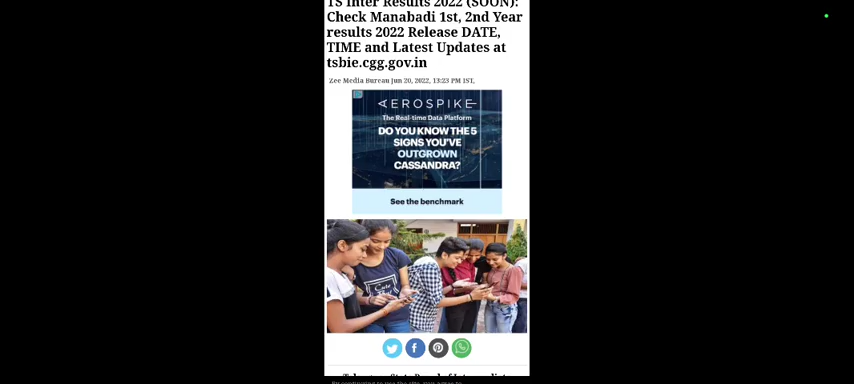 TS Inter Results 2022 (SOON):
Check Manabadi 1st, 2nd Year
results 2022 Release DATE,
TIME and Latest Updates at
tsbie.cgg.gov.in
Zee Media Bureau Jun 20, 2022, 13:23 PM IST,
AEROSPIKE
The Real-time Data Platform
DO YOU KNOW THE 5
SIGNS YOU'VE
OUTGROWN
CASSANDRA?
See the benchmark